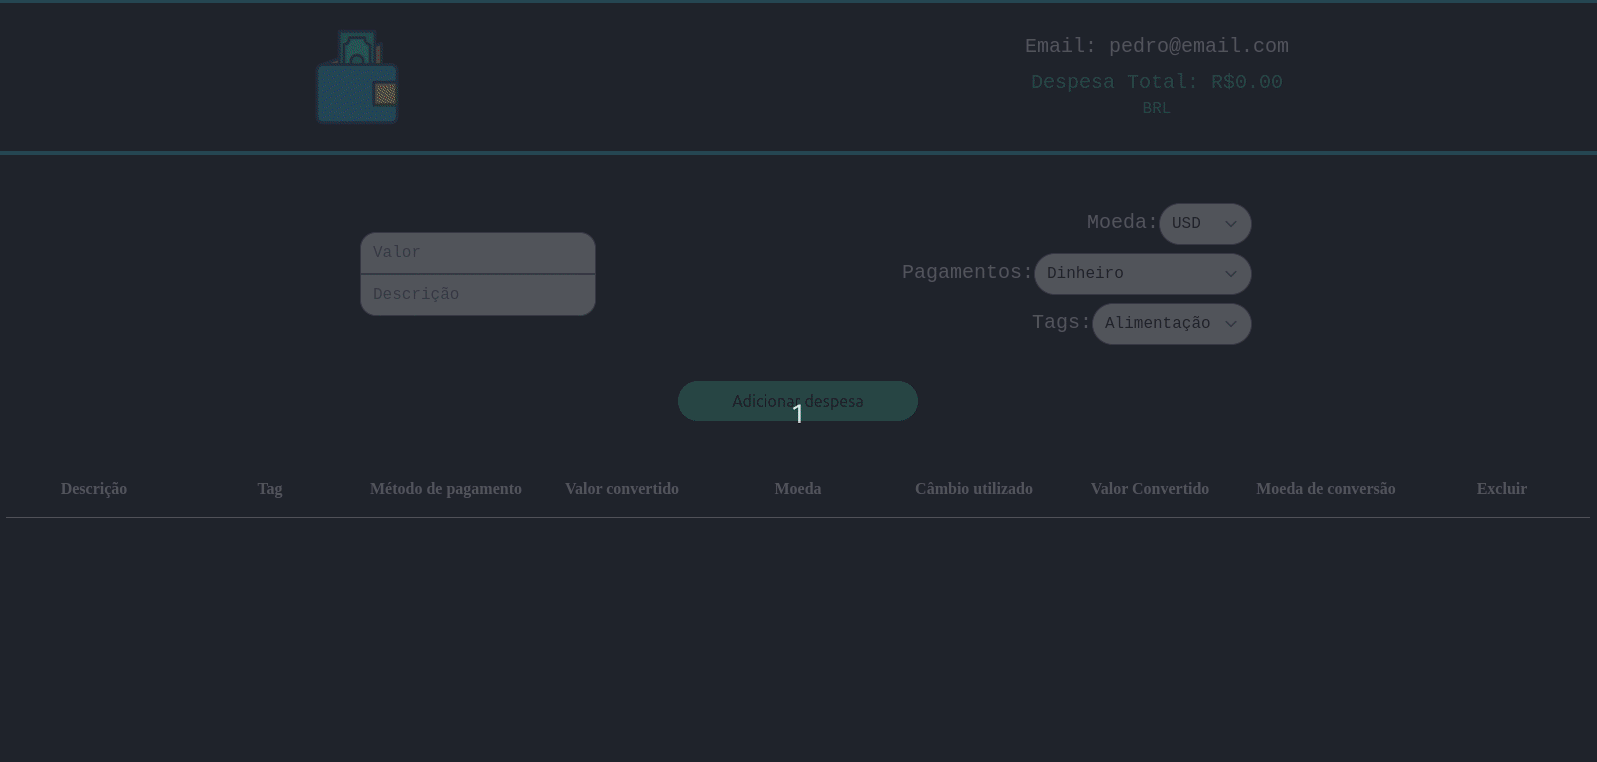 Email: pedro@email.com
Despesa Total: R$0.00
BRL
Valor
Descrição
Moeda: USD
Pagamentos: Dinheiro
Tags: Alimentação
Adicionar despesa
1
Descrição Tag Método de pagamento Valor convertido Moeda Câmbio utilizado Valor Convertido Moeda de conversão Excluir